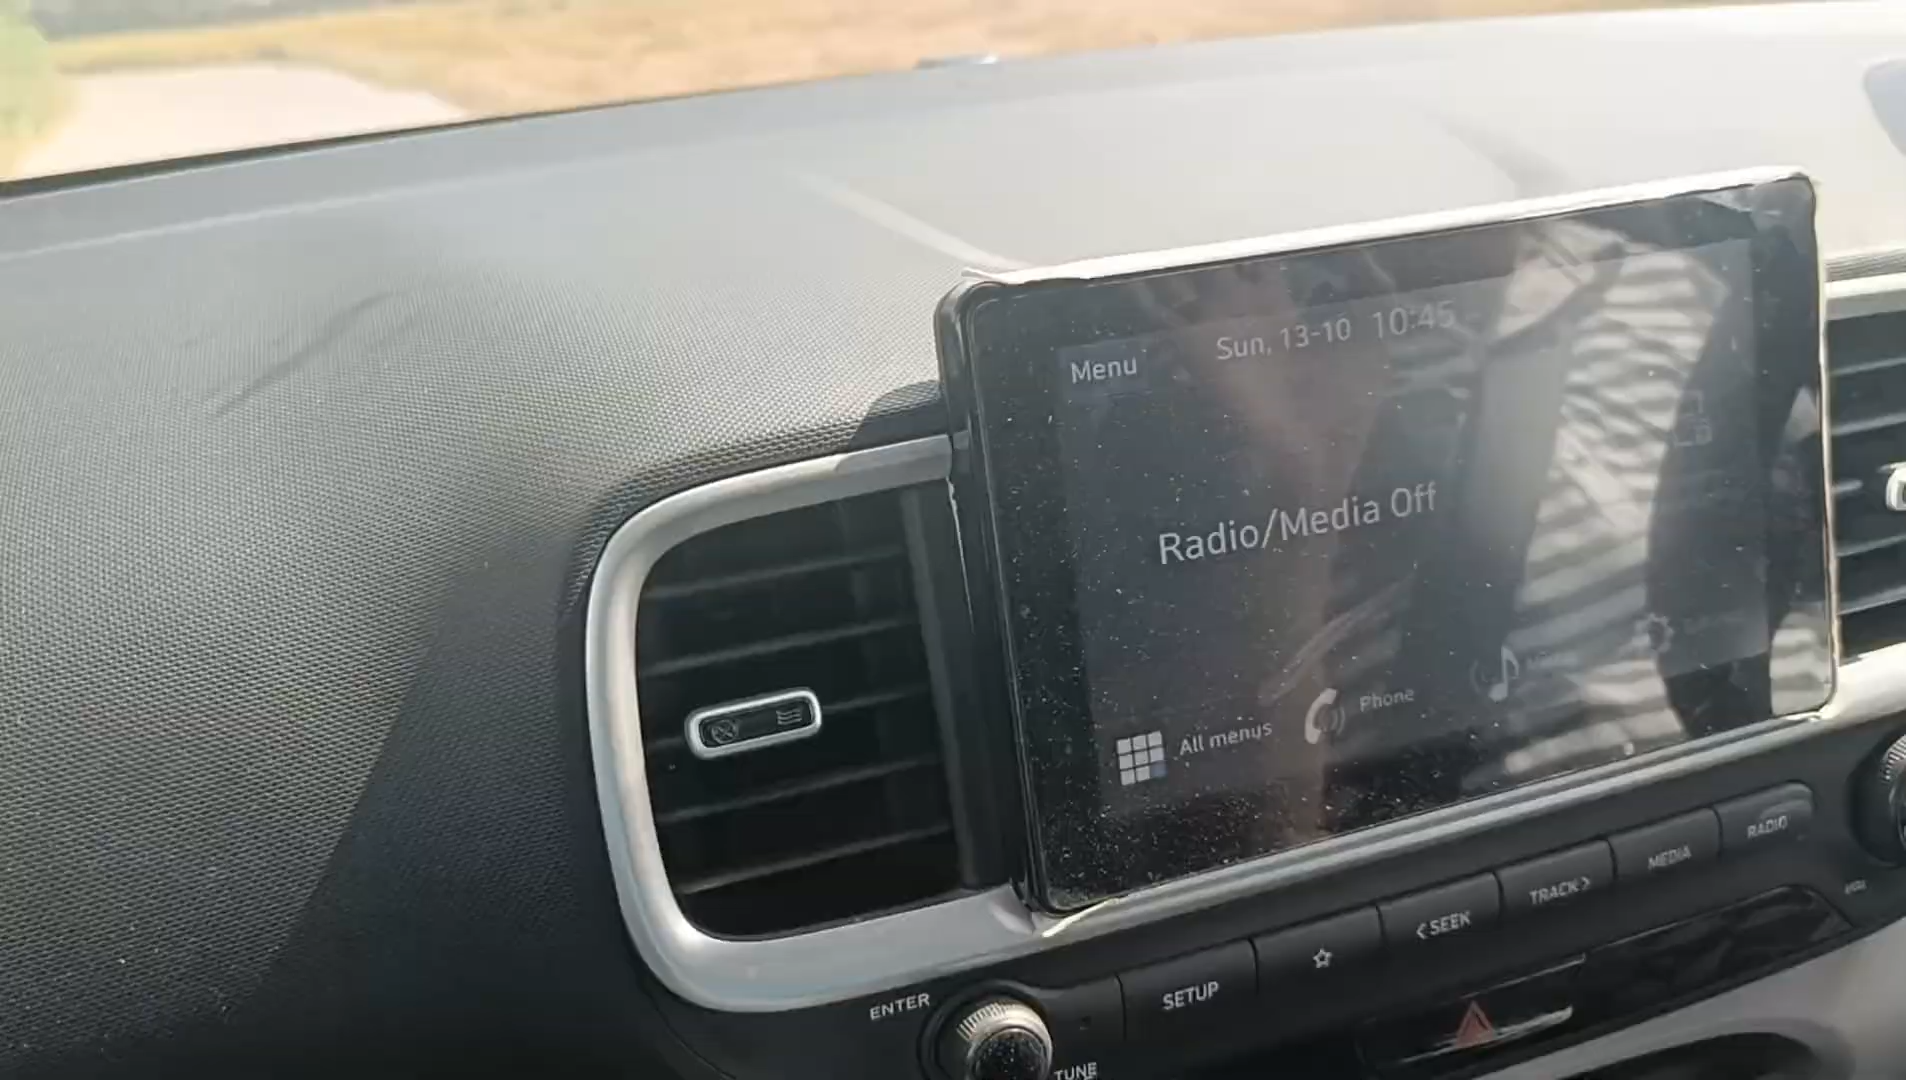 Sun, 13-10 10:45
Menu
Radio/Media Off
All menus
Phone
RADIO
MEDIA
TRACK >
< SEEK
SETUP
ENTER
TUNE